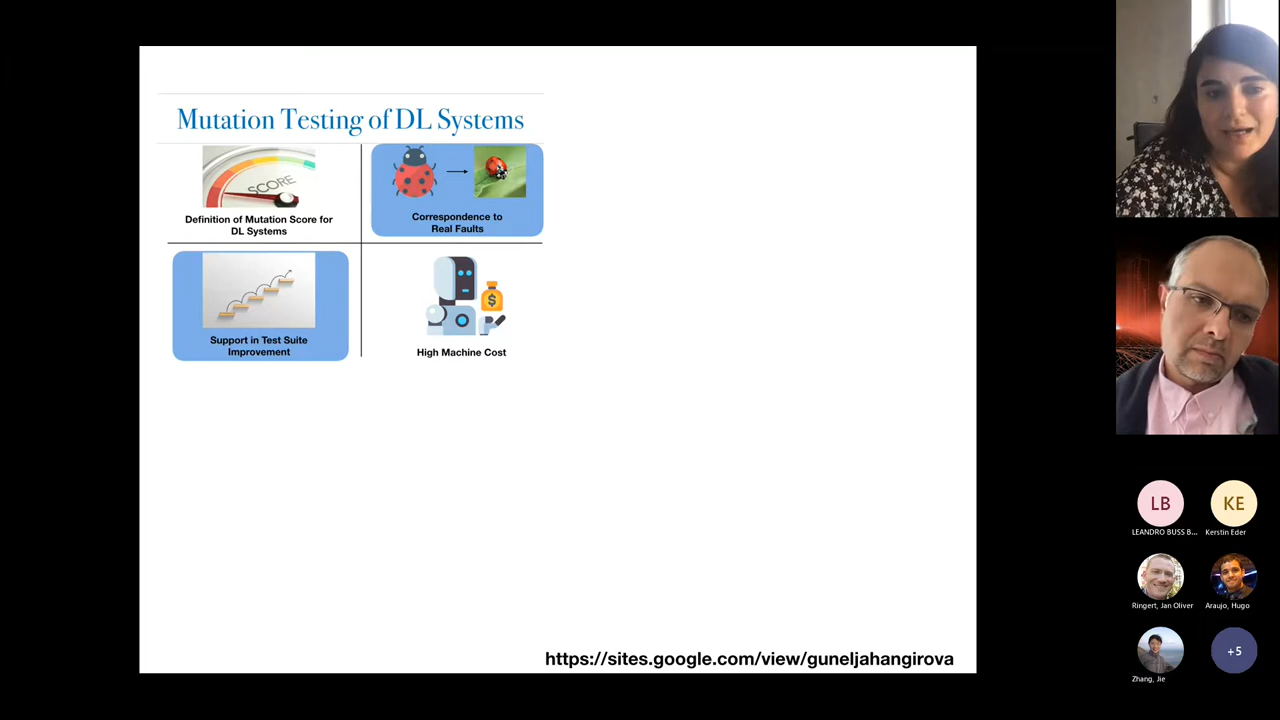 Mutation Testing of DL Systems
SCORE
Definition of Mutation Score for
DL Systems
Correspondence to
Real Faults
$
Support in Test Suite
Improvement
High Machine Cost
https://sites.google.com/view/guneljahangirova
LB
KE
LEANDRO BUSS B...
Kerstin Eder
Ringert, Jan Oliver
Araujo, Hugo
+5
Zhang, Jie